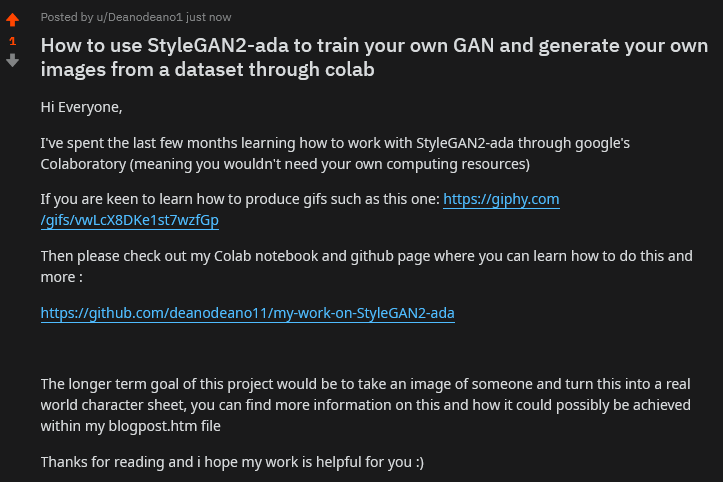 Posted by u/Deanodeano1 just now
1
How to use StyleGAN2-ada to train your own GAN and generate your own
images from a dataset through colab
Hi Everyone,
I've spent the last few months learning how to work with StyleGAN2-ada through google's
Colaboratory (meaning you wouldn't need your own computing resources)
If you are keen to learn how to produce gifs such as this one: https://giphy.com
/gifs/vwLcX8DKe1st7wzfGp
Then please check out my Colab notebook and github page where you can learn how to do this and
more :
https://github.com/deanodeano11/my-work-on-StyleGAN2-ada
The longer term goal of this project would be to take an image of someone and turn this into a real
world character sheet, you can find more information on this and how it could possibly be achieved
within my blogpost.htm file
Thanks for reading and i hope my work is helpful for you :)